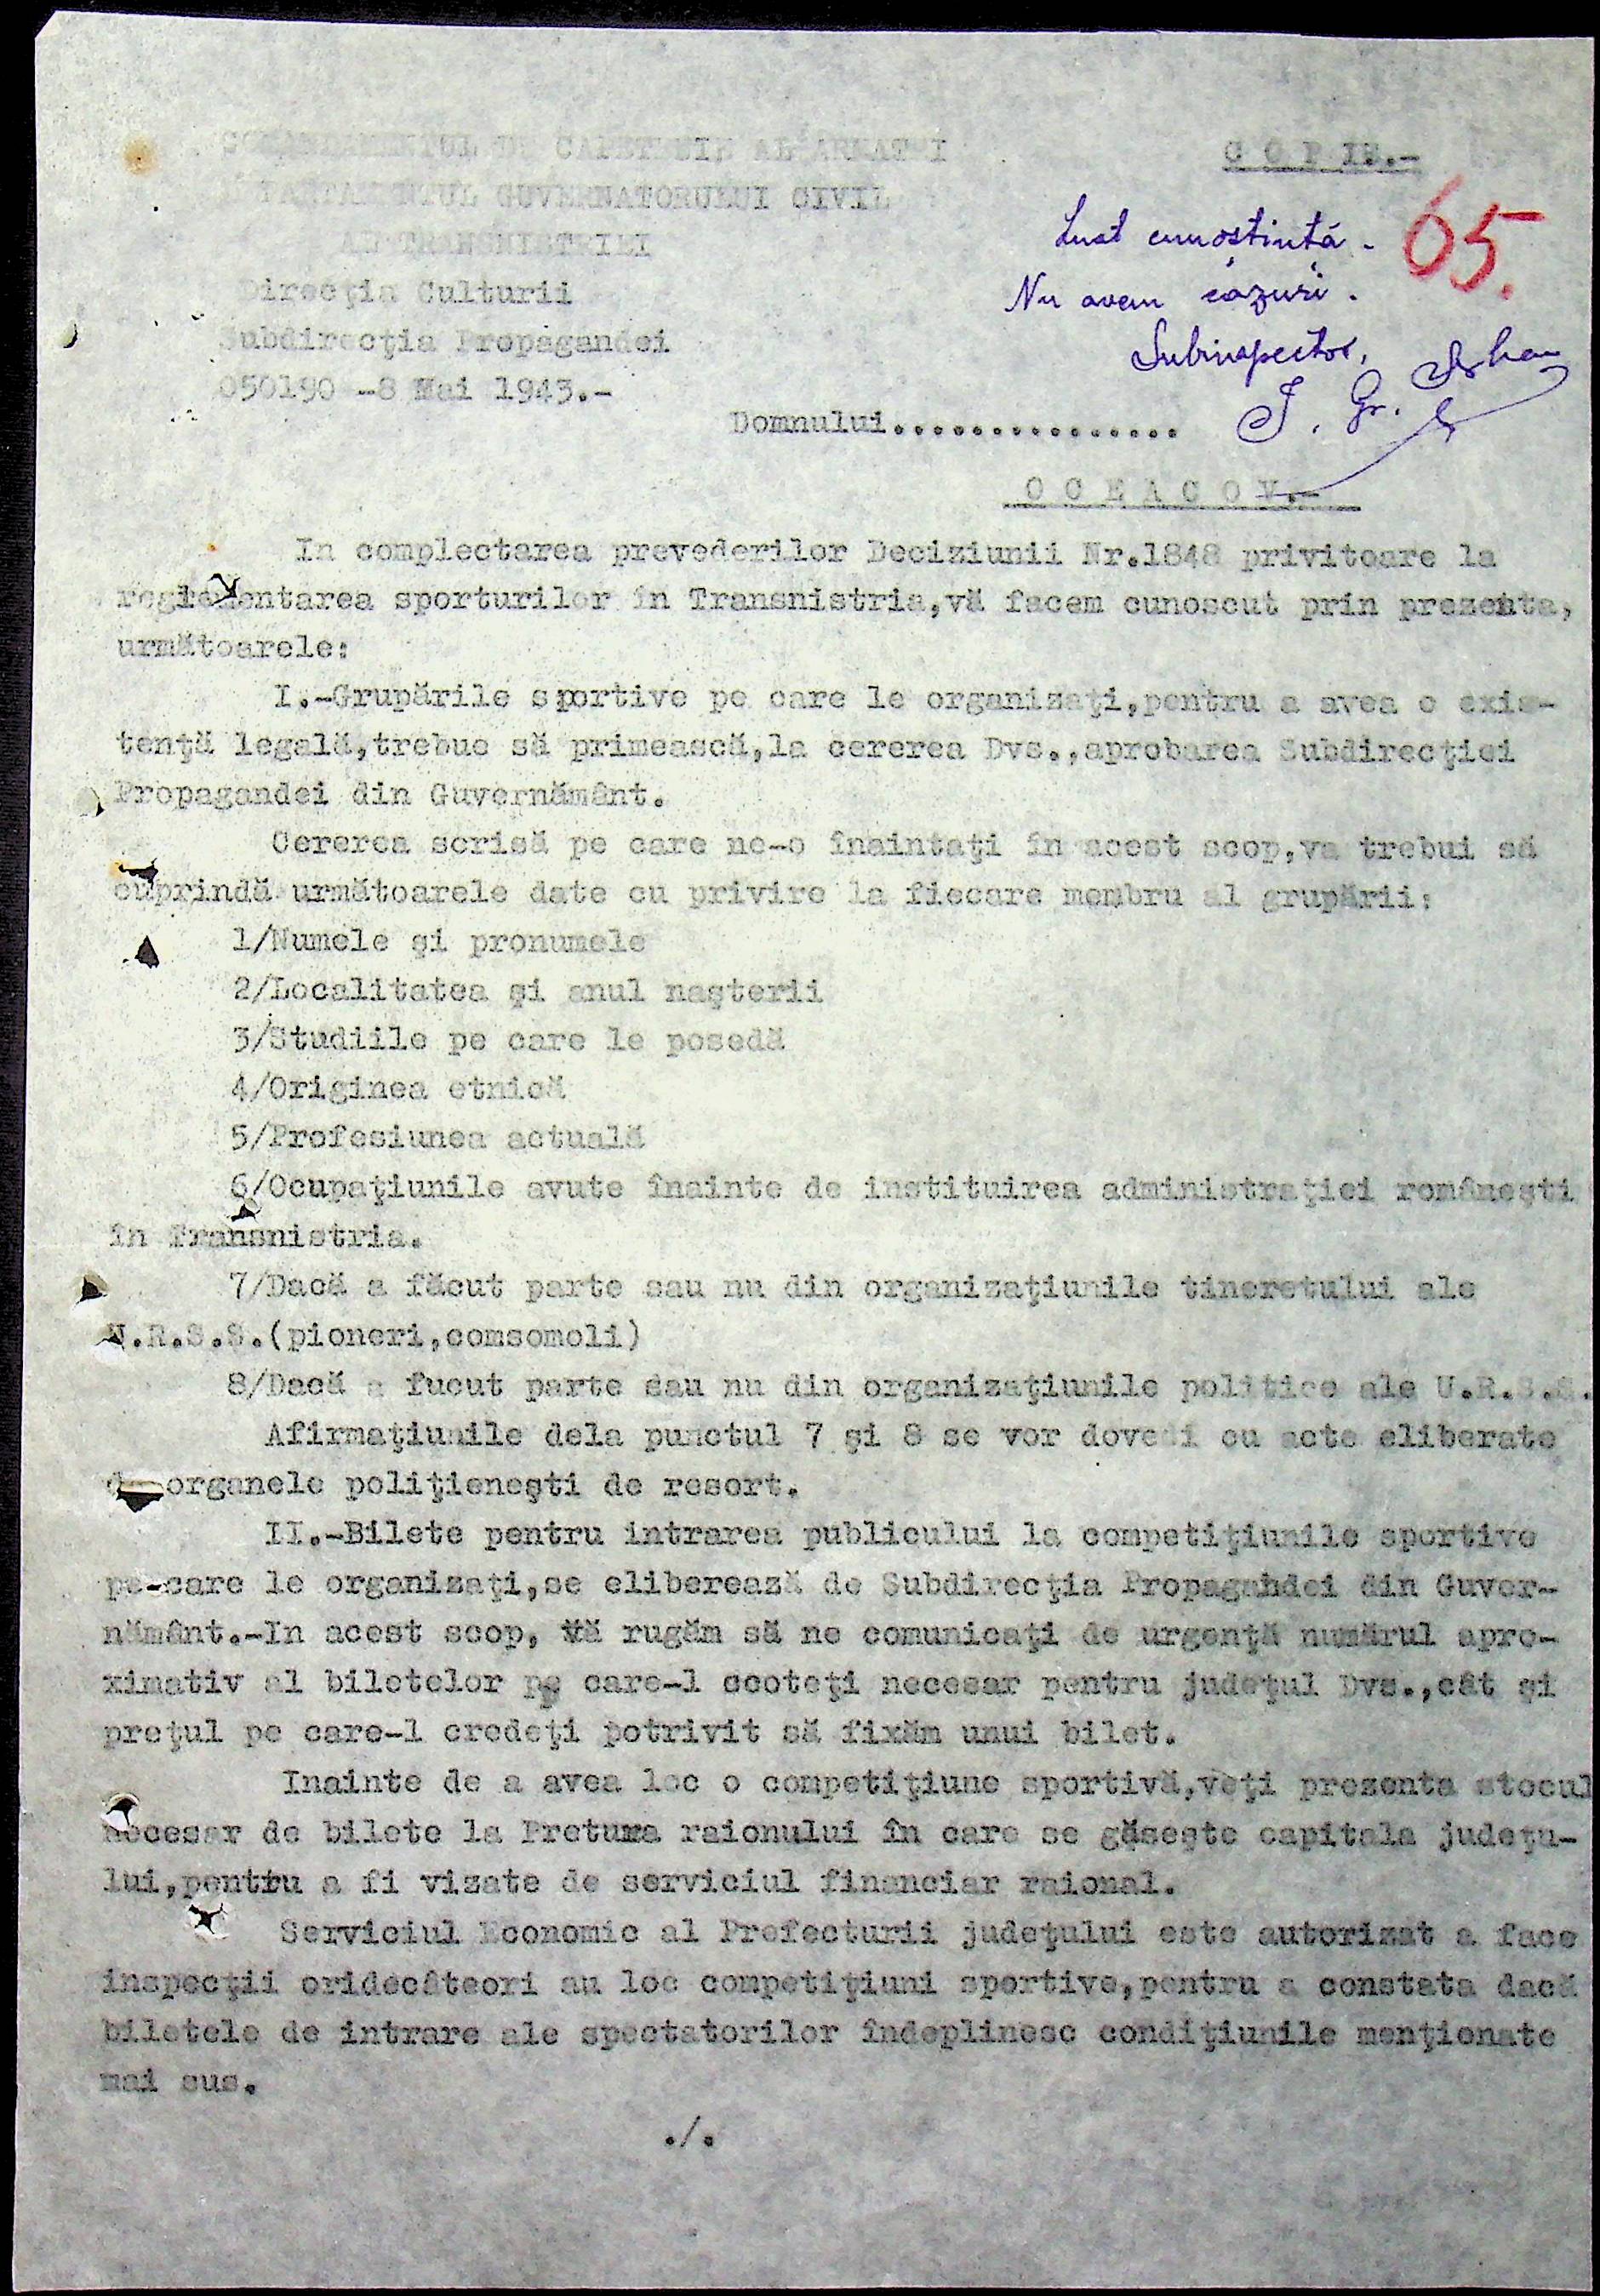 COMANDAMENTUL DE CAPETENIE AL ARMATEI
GUVERNATORULUI CIVIL
AL TRANSNISTRIEI
Direcţia Culturii
Subdirecţia Propagandei
050190 -8 Mai 1943.-
C O P IE.-
65.
Luat cunoştinţă.
Nu avem cazuri.
Subinspector,
I. Gr.
Domnului...............
O C E A C O V.-
In complectarea prevederilor Deciziunii Nr.1848 privitoare la
reglementarea sporturilor în Transnistria,vă facem cunoscut prin prezenta,
următoarele:
I.-Grupările sportive pe care le organizaţi,pentru a avea o exis-
tenţă legală,trebue să primească,la cererea Dvs.,aprobarea Subdirecţiei
Propagandei din Guvernământ.
Cererea scrisă pe care ne-o înaintaţi în acest scop,va trebui să
cuprindă următoarele date cu privire la fiecare membru al grupării:
1/Numele şi pronumele
2/Localitatea şi anul naşterii
3/Studiile pe care le posedă
4/Originea etnică
5/Profesiunea actuală
6/Ocupaţiunile avute înainte de instituirea administraţiei româneşti
în Transnistria.
7/Dacă a făcut parte sau nu din organizaţiunile tineretului ale
U.R.S.S.(pioneri,comsomoli)
8/Dacă a fucut parte sau nu din organizaţiunile politice ale U.R.S.S.
Afirmaţiunile dela punctul 7 şi 8 se vor dovedi cu acte eliberate
de organele poliţieneşti de resort.
II.-Bilete pentru intrarea publicului la competiţiunile sportive
pe care le organizaţi,se eliberează de Subdirecţia Propagandei din Guver-
nământ.-In acest scop, vă rugăm să ne comunicaţi de urgenţă numărul apro-
ximativ al biletelor pe care-l scoteţi necesar pentru judeţul Dvs.,cât şi
preţul pe care-l credeţi potrivit să fixăm unui bilet.
Inainte de a avea loc o competiţiune sportivă,veţi prezenta stocul
necesar de bilete la Pretura raionului în care se găseşte capitala judeţu-
lui,pentru a fi vizate de serviciul financiar raional.
Serviciul Economic al Prefecturii judeţului este autorizat a face
inspecţii oridecâteori au loc competiţiuni sportive,pentru a constata dacă
biletele de intrare ale spectatorilor îndeplinesc condiţiunile menţionate
mai sus.
./.